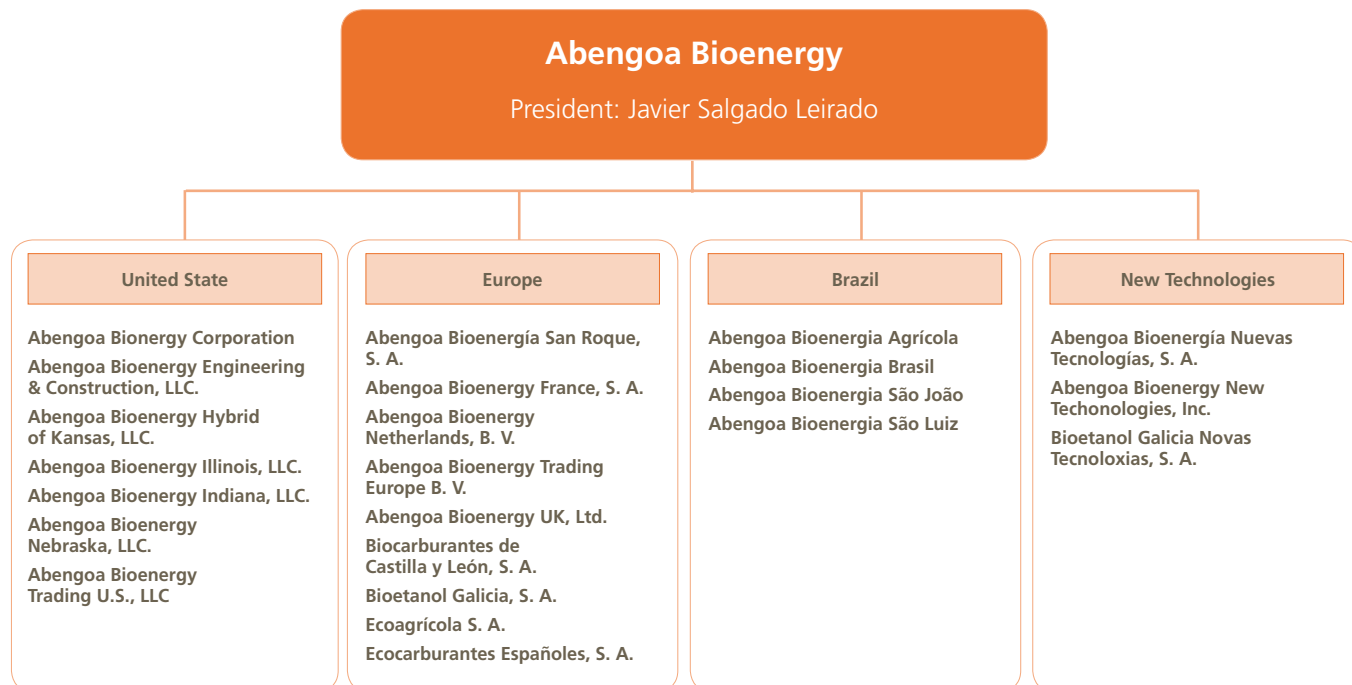 Abengoa Bioenergy
President: Javier Salgado Leirado
United State
Abengoa Bionergy Corporation
Abengoa Bioenergy Engineering
& Construction, LLC.
Abengoa Bioenergy Hybrid
of Kansas, LLC.
Abengoa Bioenergy Illinois, LLC.
Abengoa Bioenergy Indiana, LLC.
Abengoa Bioenergy
Nebraska, LLC.
Abengoa Bioenergy
Trading U.S., LLC
Europe
Abengoa Bioenergía San Roque,
S. A.
Abengoa Bioenergy France, S. A.
Abengoa Bioenergy
Netherlands, B. V.
Abengoa Bioenergy Trading
Europe B. V.
Abengoa Bioenergy UK, Ltd.
Biocarburantes de
Castilla y León, S. A.
Bioetanol Galicia, S. A.
Ecoagrícola S. A.
Ecocarburantes Españoles, S. A.
Brazil
Abengoa Bioenergia Agrícola
Abengoa Bioenergia Brasil
Abengoa Bioenergia São João
Abengoa Bioenergia São Luiz
New Technologies
Abengoa Bioenergía Nuevas
Tecnologías, S. A.
Abengoa Bioenergy New
Techonologies, Inc.
Bioetanol Galicia Novas
Tecnoloxias, S. A.